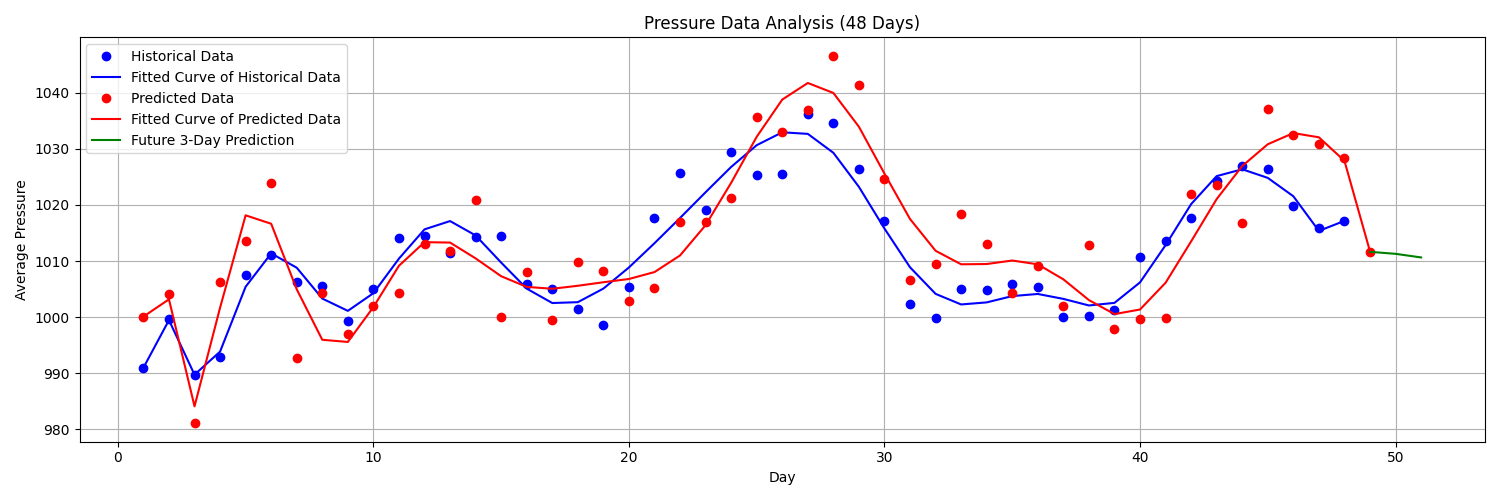 Pressure Data Analysis (48 Days)
Historical Data
Fitted Curve of Historical Data
Predicted Data
Fitted Curve of Predicted Data
Future 3-Day Prediction
Average Pressure
1040
1030
1020
1010
1000
990
980
0 10 20 30 40 50
Day